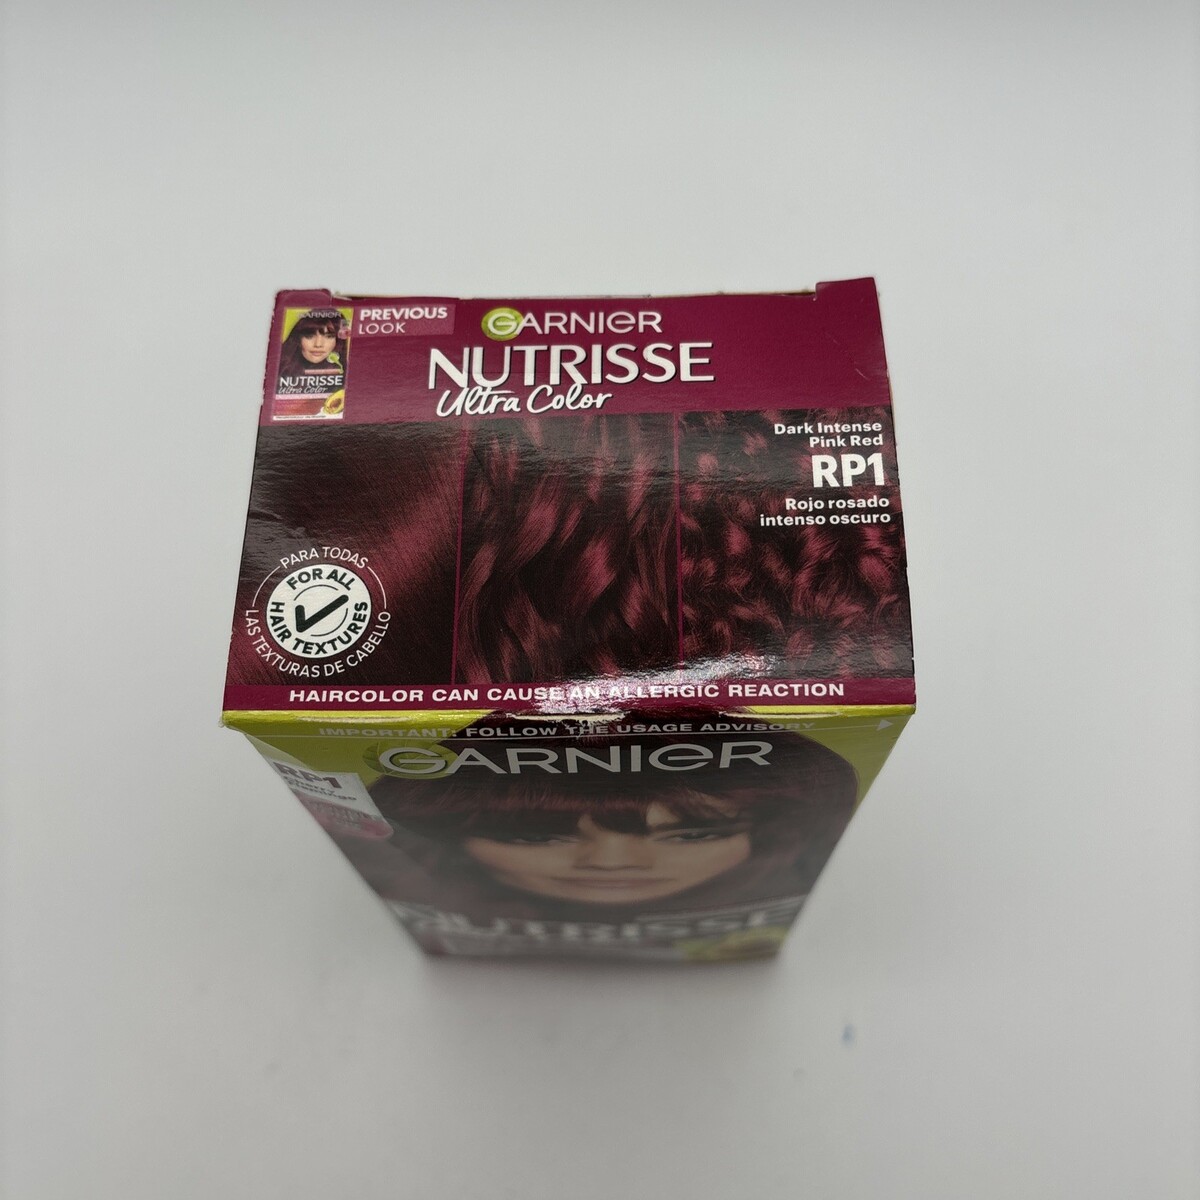 PREVIOUS
LOOK
GARNIER
NUTRISSE
Ultra Color
GARNIER
NUTRISSE
Ultra Color
Dark Intense
Pink Red
RP1
Rojo rosado
intenso oscuro
PARA TODAS
LAS TEXTURAS DE CABELLO
FOR ALL
HAIR TEXTURES
HAIRCOLOR CAN CAUSE AN ALLERGIC REACTION
IMPORTANT: FOLLOW THE USAGE ADVISORY
GARNIER
RP1
Cherry
NUTRISSE